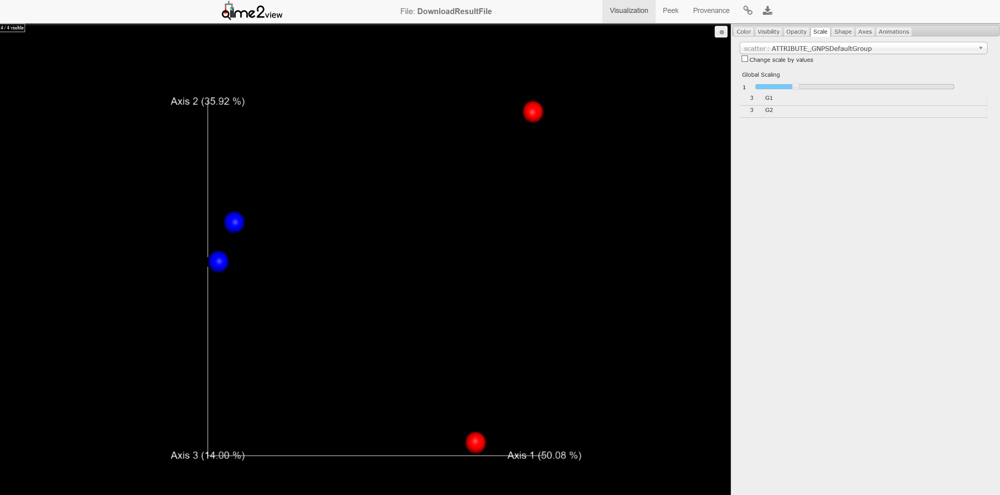 qiime2view
File: DownloadResultFile
Visualization
Peek
Provenance
4 / 4 visible
Color
Visibility
Opacity
Scale
Shape
Axes
Animations
scatter : ATTRIBUTE_GNPSDefaultGroup
Change scale by values
Global Scaling
1
3 G1
3 G2
Axis 2 (35.92 %)
Axis 3 (14.00 %)
Axis 1 (50.08 %)